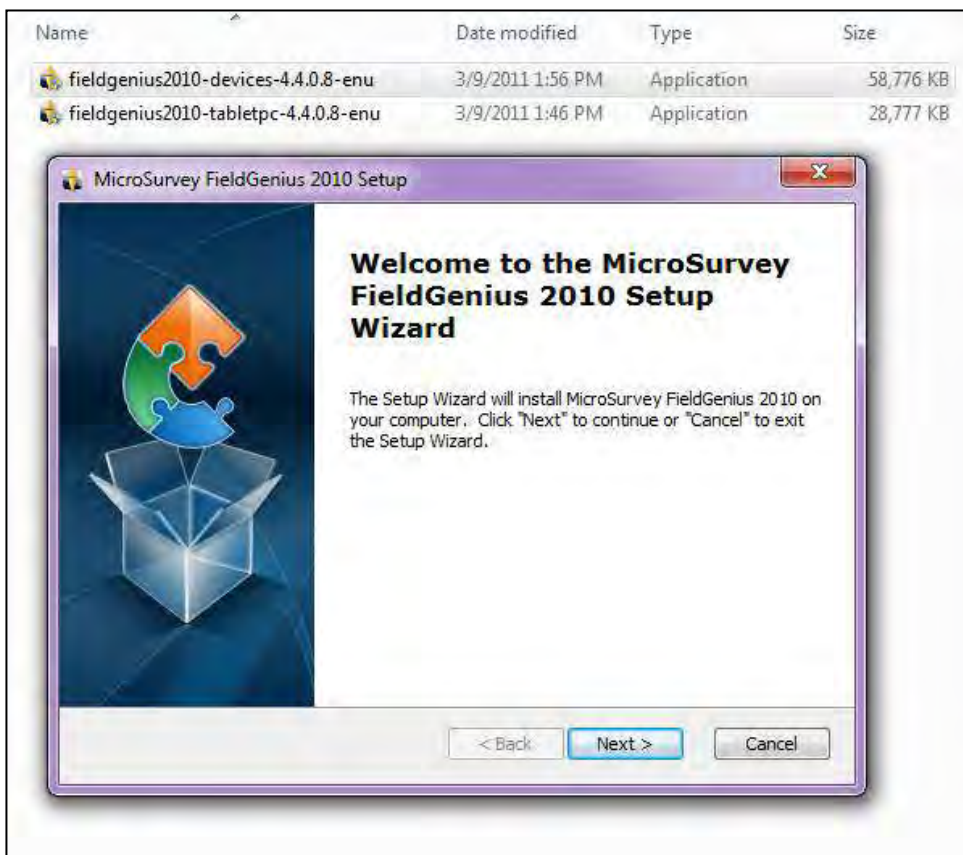 Name Date modified Type Size
fieldgenius2010-devices-4.4.0.8-enu 3/9/2011 1:56 PM Application 58,776 KB
fieldgenius2010-tabletpc-4.4.0.8-enu 3/9/2011 1:46 PM Application 28,777 KB
MicroSurvey FieldGenius 2010 Setup
Welcome to the MicroSurvey
FieldGenius 2010 Setup
Wizard
The Setup Wizard will install MicroSurvey FieldGenius 2010 on
your computer. Click "Next" to continue or "Cancel" to exit
the Setup Wizard.
< Back Next > Cancel